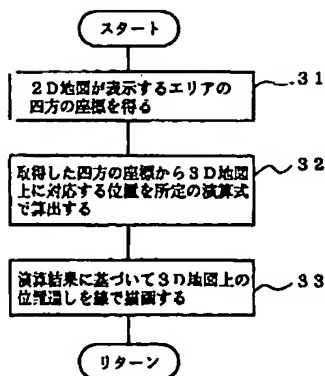 スタート
31
2D地図が表示するエリアの
四方の座標を得る
32
取得した四方の座標から3D地図
上に対応する位置を所定の演算式
で算出する
33
演算結果に基づいて3D地図上の
位置通しを線で描画する
リターン